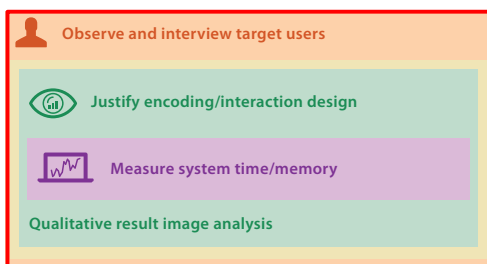 Observe and interview target users
Justify encoding/interaction design
Measure system time/memory
Qualitative result image analysis